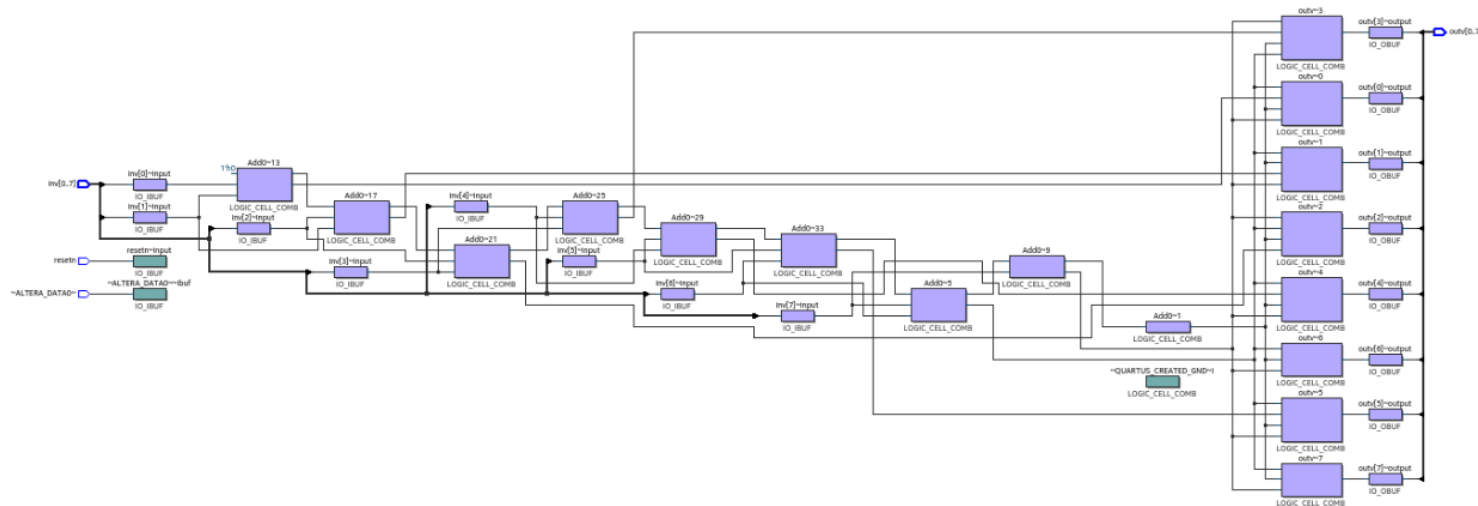 outv~3
outv[3]~output
LOGIC_CELL_COMB
IO_OBUF
outv[0..7
outv~0
outv[0]~output
LOGIC_CELL_COMB
IO_OBUF
outv~1
outv[1]~output
LOGIC_CELL_COMB
IO_OBUF
outv~2
outv[2]~output
LOGIC_CELL_COMB
IO_OBUF
outv~4
outv[4]~output
LOGIC_CELL_COMB
IO_OBUF
outv~6
outv[6]~output
LOGIC_CELL_COMB
IO_OBUF
outv~5
outv[5]~output
LOGIC_CELL_COMB
IO_OBUF
outv~7
outv[7]~output
LOGIC_CELL_COMB
IO_OBUF
inv[0..7]
inv[0]~input
IO_IBUF
inv[1]~input
IO_IBUF
resetn
resetn~input
IO_IBUF
~ALTERA_DATA0~
~ALTERA_DATA0~~ibuf
IO_IBUF
1'h0
Add0~13
LOGIC_CELL_COMB
inv[2]~input
IO_IBUF
Add0~17
LOGIC_CELL_COMB
inv[3]~input
IO_IBUF
inv[4]~input
IO_IBUF
Add0~21
LOGIC_CELL_COMB
Add0~25
LOGIC_CELL_COMB
inv[5]~input
IO_IBUF
Add0~29
LOGIC_CELL_COMB
inv[6]~input
IO_IBUF
Add0~33
LOGIC_CELL_COMB
inv[7]~input
IO_IBUF
Add0~5
LOGIC_CELL_COMB
Add0~9
LOGIC_CELL_COMB
Add0~1
LOGIC_CELL_COMB
~QUARTUS_CREATED_GND~I
LOGIC_CELL_COMB